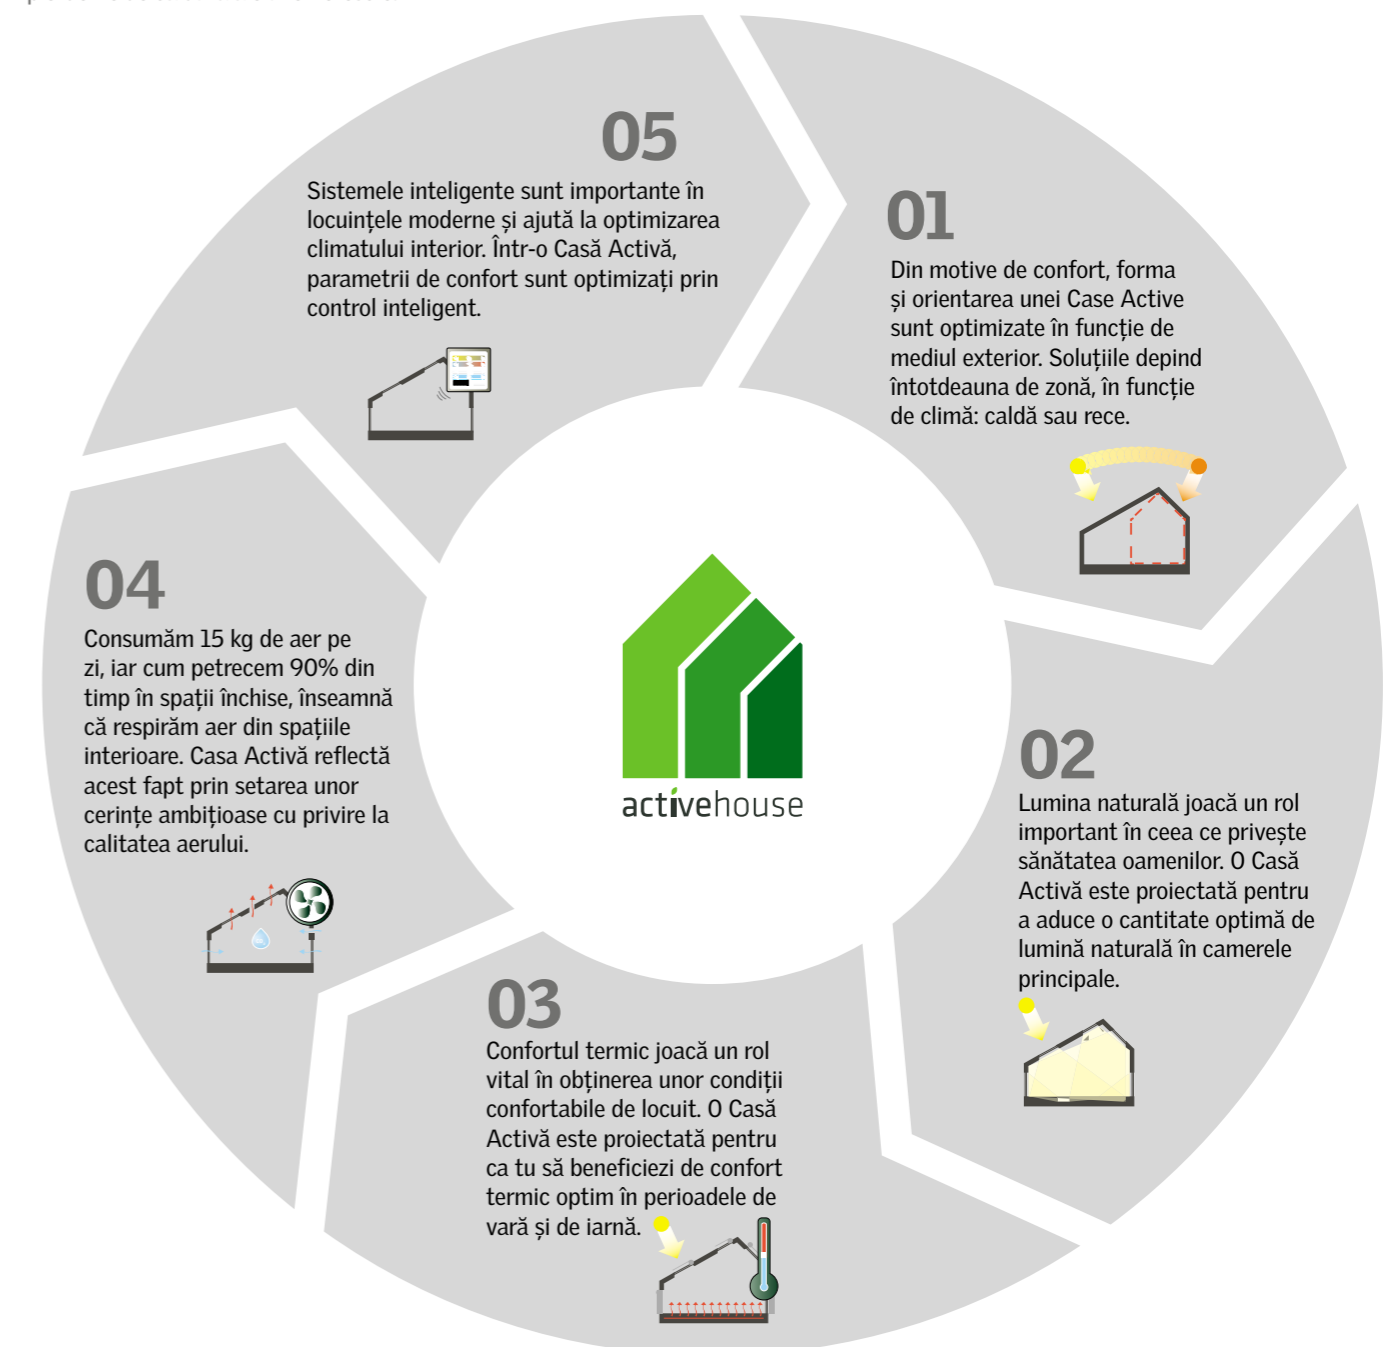 05
Sistemele inteligente sunt importante în
locuințele moderne și ajută la optimizarea
climatului interior. Într-o Casă Activă,
parametrii de confort sunt optimizați prin
control inteligent.
01
Din motive de confort, forma
și orientarea unei Case Active
sunt optimizate în funcție de
mediul exterior. Soluțiile depind
întotdeauna de zonă, în funcție
de climă: caldă sau rece.
04
Consumăm 15 kg de aer pe
zi, iar cum petrecem 90% din
timp în spații închise, înseamnă
că respirăm aer din spațiile
interioare. Casa Activă reflectă
acest fapt prin setarea unor
cerințe ambițioase cu privire la
calitatea aerului.
activehouse
02
Lumina naturală joacă un rol
important în ceea ce privește
sănătatea oamenilor. O Casă
Activă este proiectată pentru
a aduce o cantitate optimă de
lumină naturală în camerele
principale.
03
Confortul termic joacă un rol
vital în obținerea unor condiții
confortabile de locuit. O Casă
Activă este proiectată pentru
ca tu să beneficiezi de confort
termic optim în perioadele de
vară și de iarnă.